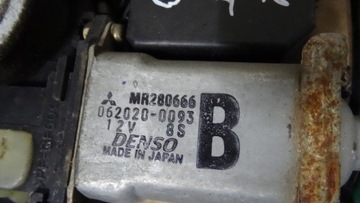 MR280666
062020-0093
12V 8S
DENSO
MADE IN JAPAN
B